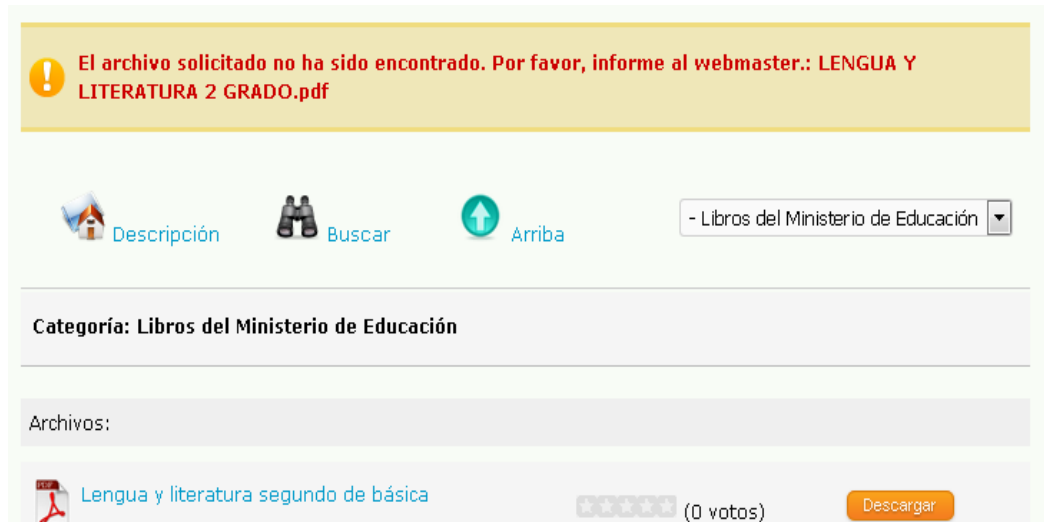 El archivo solicitado no ha sido encontrado. Por favor, informe al webmaster.: LENGUA Y
LITERATURA 2 GRADO.pdf
Descripción
Buscar
Arriba
- Libros del Ministerio de Educación
Categoría: Libros del Ministerio de Educación
Archivos:
PDF
Lengua y literatura segundo de básica
(0 votos)
Descargar